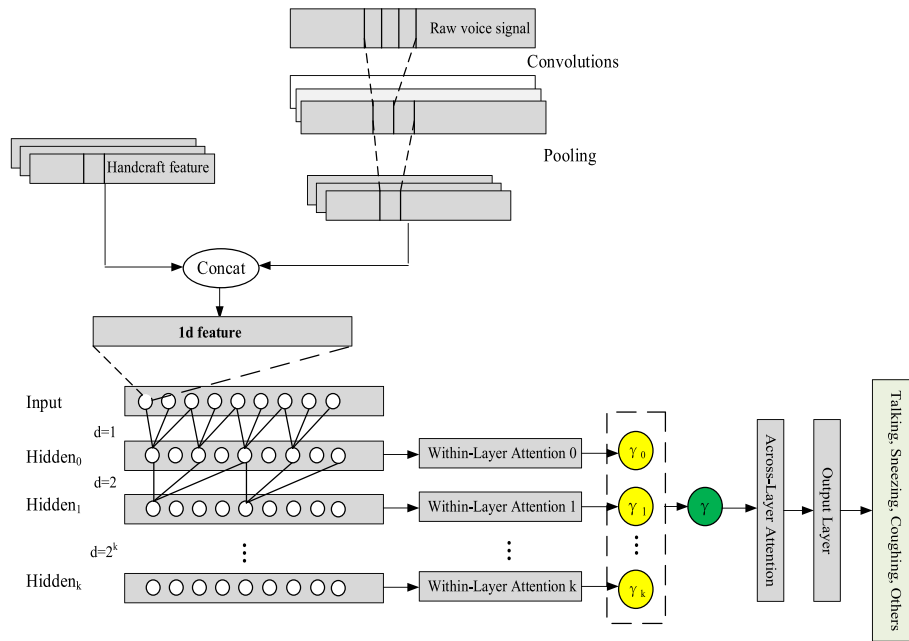 Raw voice signal
Convolutions
Pooling
Handcraft feature
Concat
1d feature
Input
d=1
Hidden₀
Within-Layer Attention 0
γ₀
d=2
Hidden₁
Within-Layer Attention 1
γ₁
γ
d=2ᵏ
Hiddenₖ
Within-Layer Attention k
γₖ
Across-Layer Attention
Output Layer
Talking, Sneezing, Coughing, Others